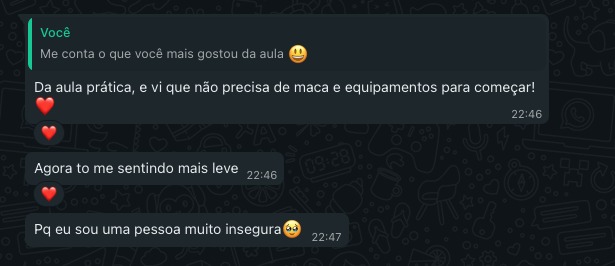 Você
Me conta o que você mais gostou da aula 😃
Da aula prática, e vi que não precisa de maca e equipamentos para começar!
❤️
22:46
❤️
Agora to me sentindo mais leve 22:46
❤️
Pq eu sou uma pessoa muito insegura🥹 22:47